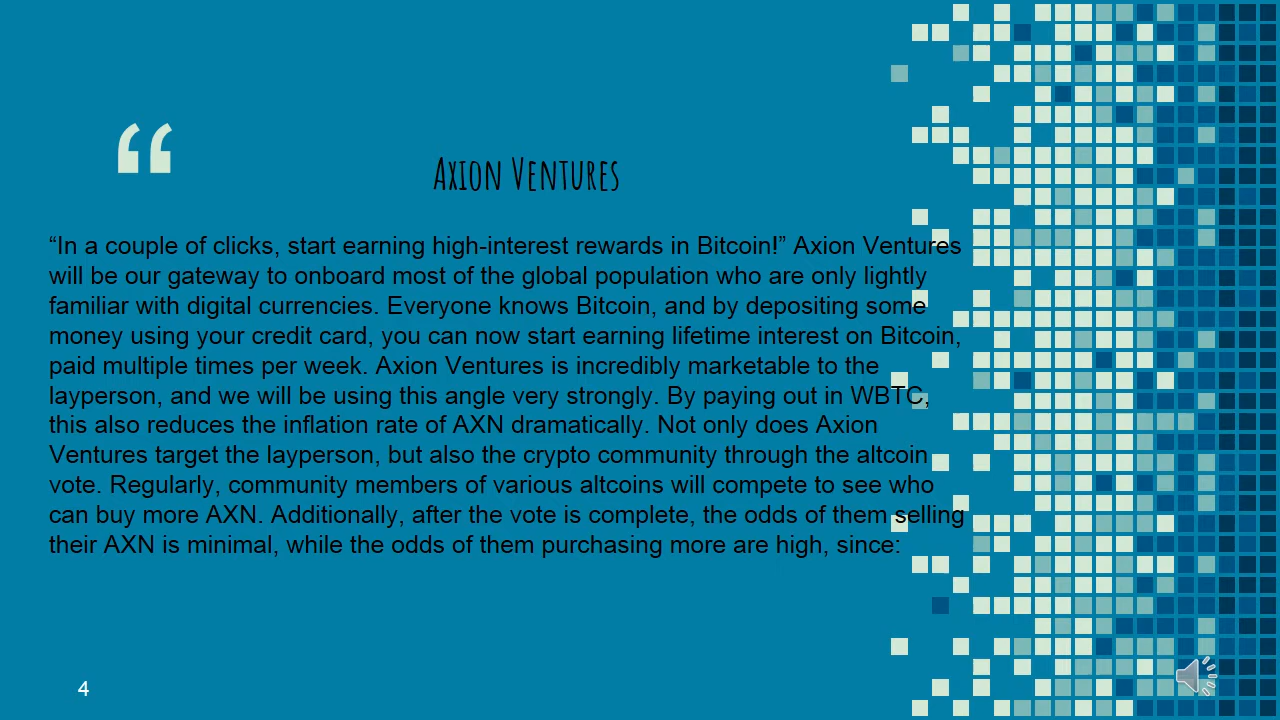 “
Axion Ventures
“In a couple of clicks, start earning high-interest rewards in Bitcoin!” Axion Ventures
will be our gateway to onboard most of the global population who are only lightly
familiar with digital currencies. Everyone knows Bitcoin, and by depositing some
money using your credit card, you can now start earning lifetime interest on Bitcoin,
paid multiple times per week. Axion Ventures is incredibly marketable to the
layperson, and we will be using this angle very strongly. By paying out in WBTC,
this also reduces the inflation rate of AXN dramatically. Not only does Axion
Ventures target the layperson, but also the crypto community through the altcoin
vote. Regularly, community members of various altcoins will compete to see who
can buy more AXN. Additionally, after the vote is complete, the odds of them selling
their AXN is minimal, while the odds of them purchasing more are high, since:
4